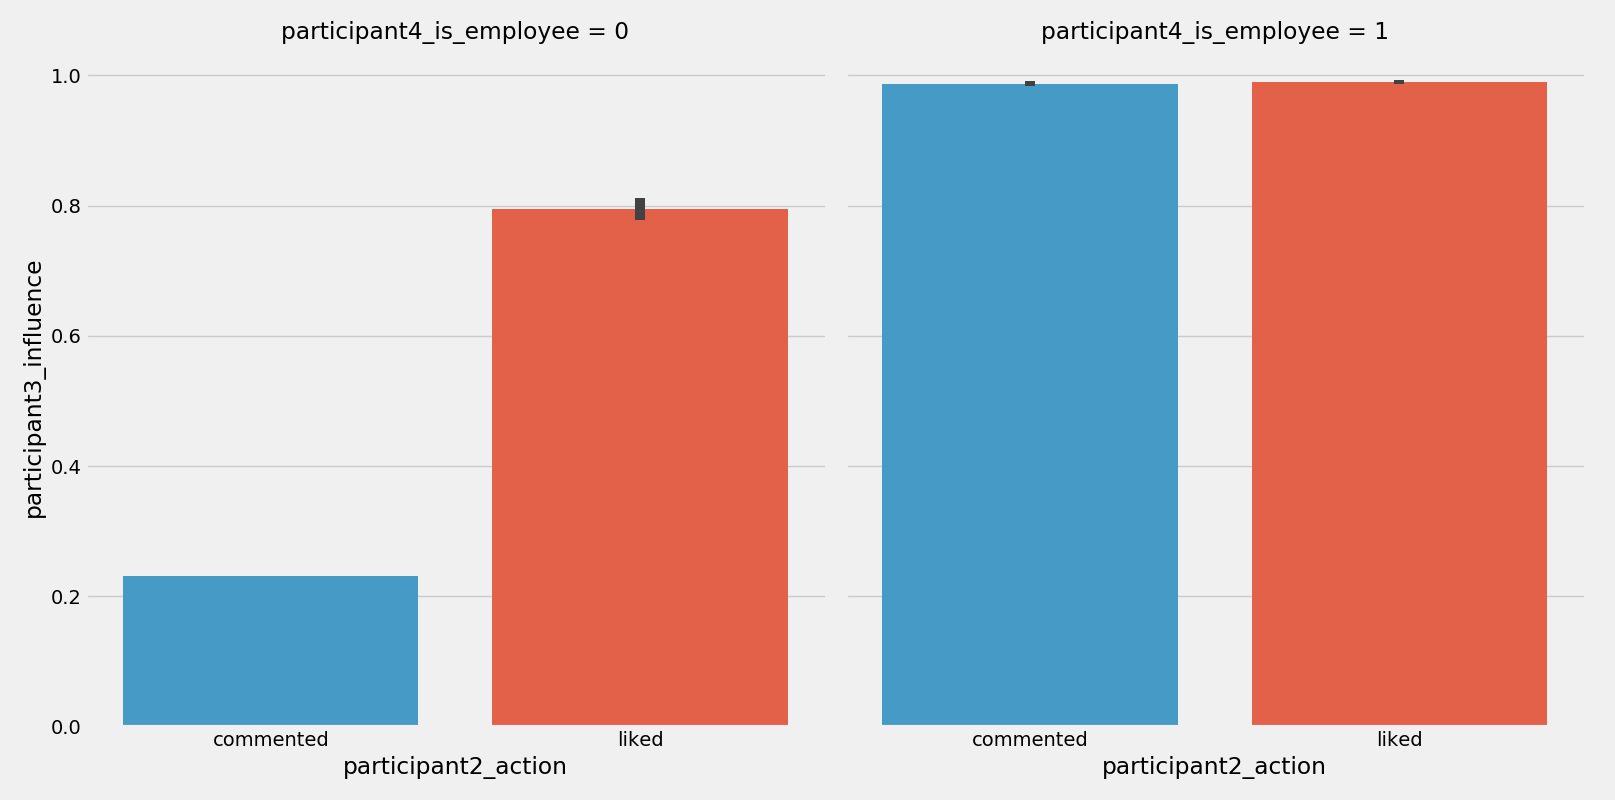 participant4_is_employee = 0
participant4_is_employee = 1
participant3_influence
1.0
0.8
0.6
0.4
0.2
0.0
commented
liked
commented
liked
participant2_action
participant2_action